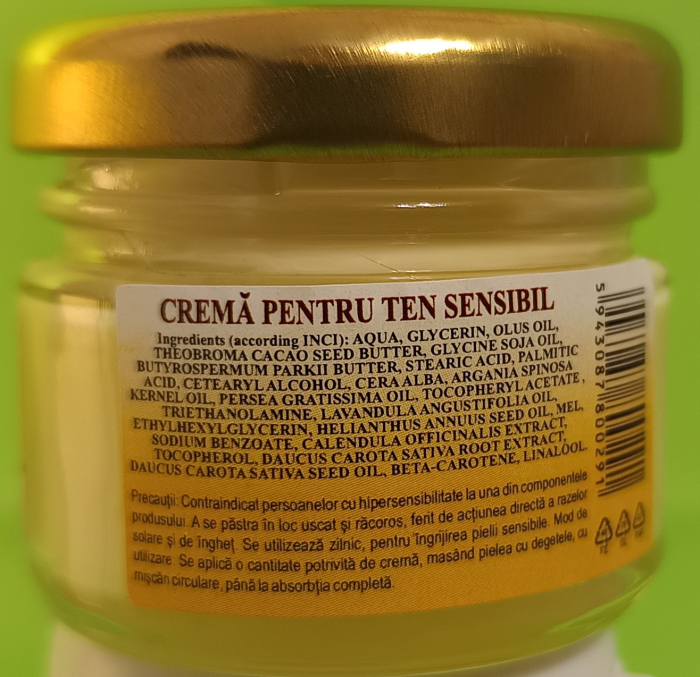 CREMĂ PENTRU TEN SENSIBIL
Ingredients (according INCI): AQUA, GLYCERIN, OLUS OIL,
THEOBROMA CACAO SEED BUTTER, GLYCINE SOJA OIL,
BUTYROSPERMUM PARKII BUTTER, STEARIC ACID, PALMITIC
ACID, CETEARYL ALCOHOL, CERA ALBA, ARGANIA SPINOSA
KERNEL OIL, PERSEA GRATISSIMA OIL, TOCOPHERYL ACETATE,
TRIETHANOLAMINE, LAVANDULA ANGUSTIFOLIA OIL,
ETHYLHEXYLGLYCERIN, HELIANTHUS ANNUUS SEED OIL, MEL,
SODIUM BENZOATE, CALENDULA OFFICINALIS EXTRACT,
TOCOPHEROL, DAUCUS CAROTA SATIVA ROOT EXTRACT,
DAUCUS CAROTA SATIVA SEED OIL, BETA-CAROTENE, LINALOOL.
Precauții: Contraindicat persoanelor cu hipersensibilitate la una din componentele
produsului. A se păstra în loc uscat și răcoros, ferit de acțiunea directă a razelor
solare și de îngheț. Se utilizează zilnic, pentru îngrijirea pielii sensibile. Mod de
utilizare: Se aplică o cantitate potrivită de cremă, masând pielea cu degetele, cu
mișcări circulare, până la absorbția completă.
5 943087 800291